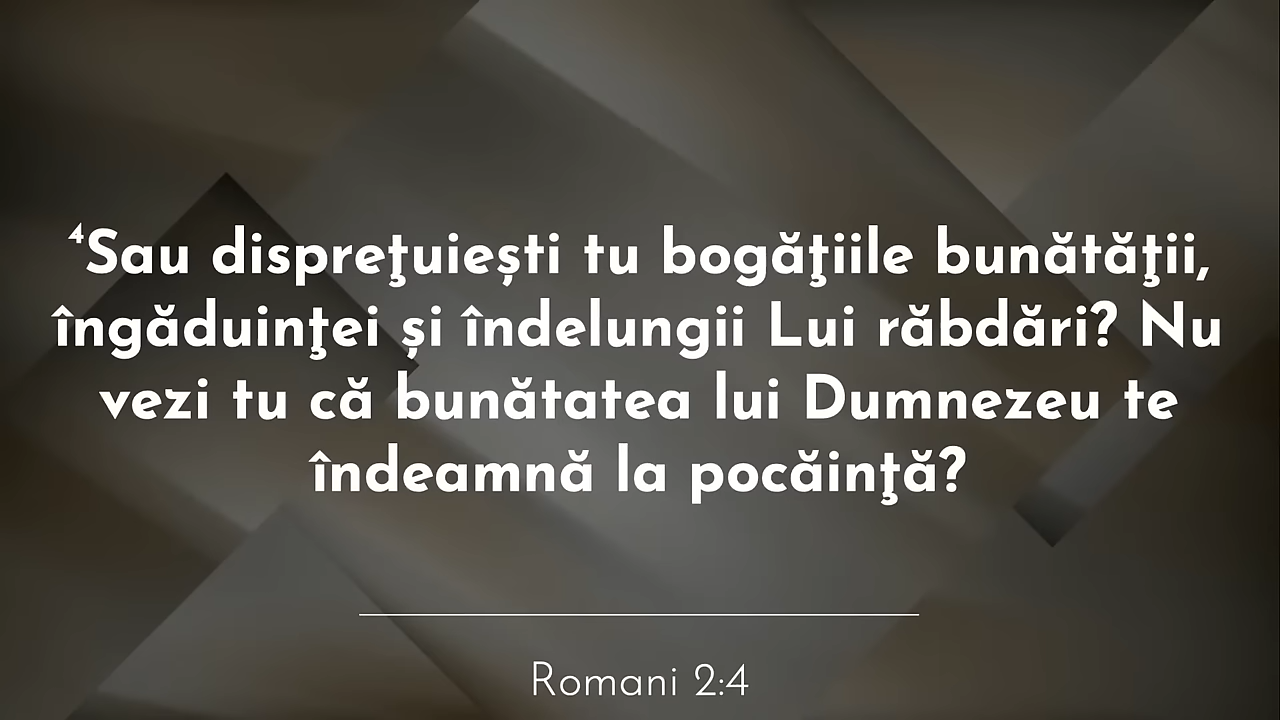 ⁴Sau disprețuiești tu bogăţiile bunătăţii,
îngăduinţei și îndelungii Lui răbdări? Nu
vezi tu că bunătatea lui Dumnezeu te
îndeamnă la pocăinţă?
Romani 2:4